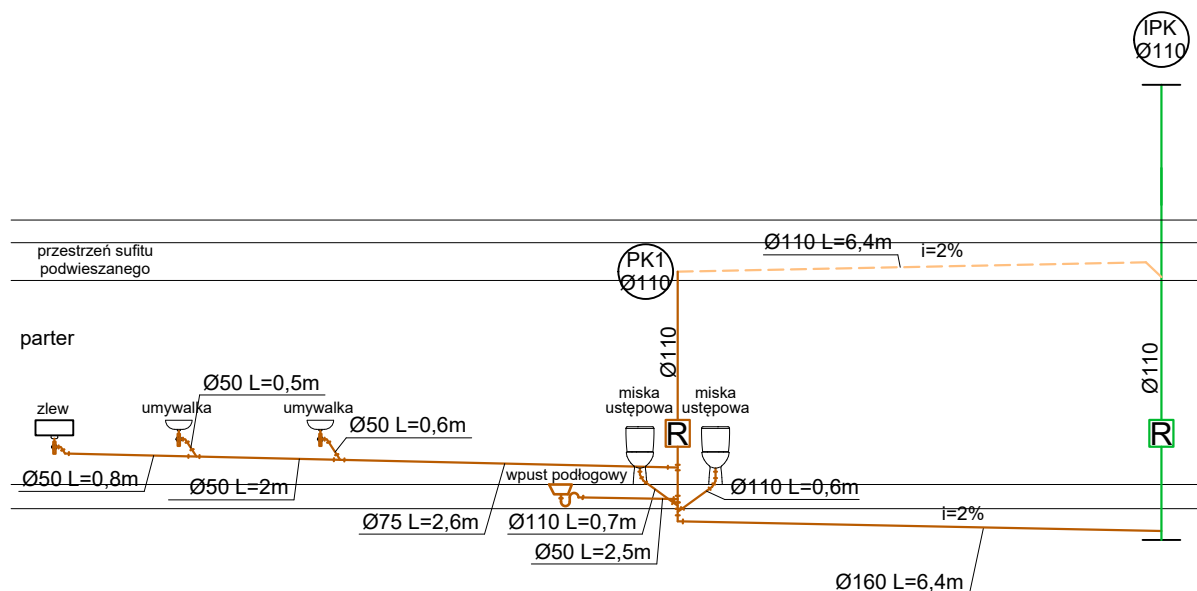 IPK
Ø110
przestrzeń sufitu
podwieszanego
PK1
Ø110
Ø110 L=6,4m
i=2%
parter
Ø110
Ø110
Ø50 L=0,5m
zlew
umywalka
umywalka
Ø50 L=0,6m
miska
ustępowa
miska
ustępowa
R
R
Ø50 L=0,8m
Ø50 L=2m
wpust podłogowy
Ø110 L=0,6m
Ø75 L=2,6m
Ø110 L=0,7m
i=2%
Ø50 L=2,5m
Ø160 L=6,4m